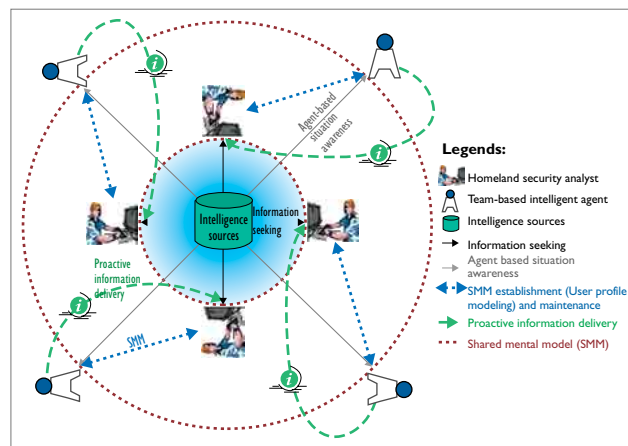 Agent-based
situation
awareness
Intelligence
sources
Information
seeking
Proactive
information
delivery
SMM
i
i
i
i
Legends:
Homeland security analyst
Team-based intelligent agent
Intelligence sources
Information seeking
Agent based situation
awareness
SMM establishment (User profile
modeling) and maintenance
Proactive information delivery
Shared mental model (SMM)